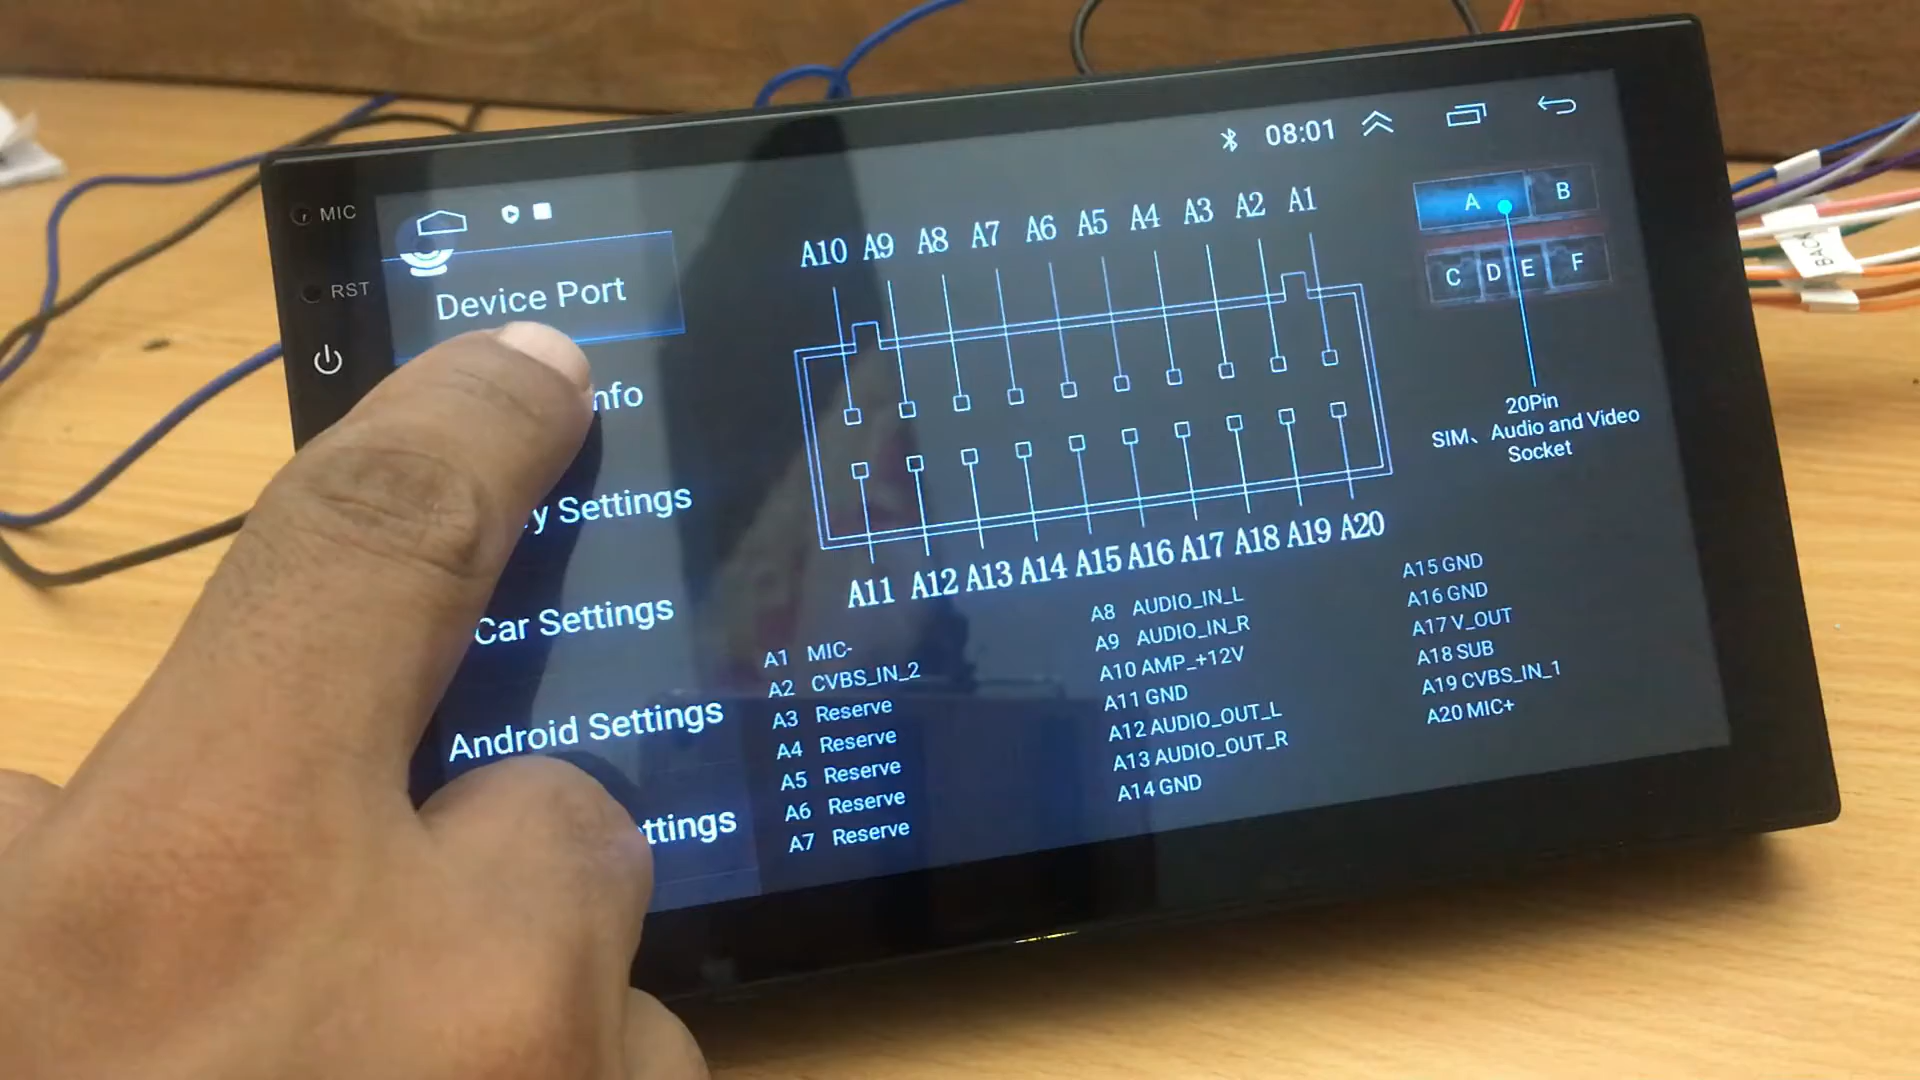 MIC
RST
08:01
Device Port
Settings
Car Settings
Android Settings
A10 A9 A8 A7 A6 A5 A4 A3 A2 A1
A11 A12 A13 A14 A15 A16 A17 A18 A19 A20
A B
C D E F
20Pin
SIM、Audio and Video
Socket
A1 MIC-
A2 CVBS_IN_2
A3 Reserve
A4 Reserve
A5 Reserve
A6 Reserve
A7 Reserve
A8 AUDIO_IN_L
A9 AUDIO_IN_R
A10 AMP_+12V
A11 GND
A12 AUDIO_OUT_L
A13 AUDIO_OUT_R
A14 GND
A15 GND
A16 GND
A17 V_OUT
A18 SUB
A19 CVBS_IN_1
A20 MIC+